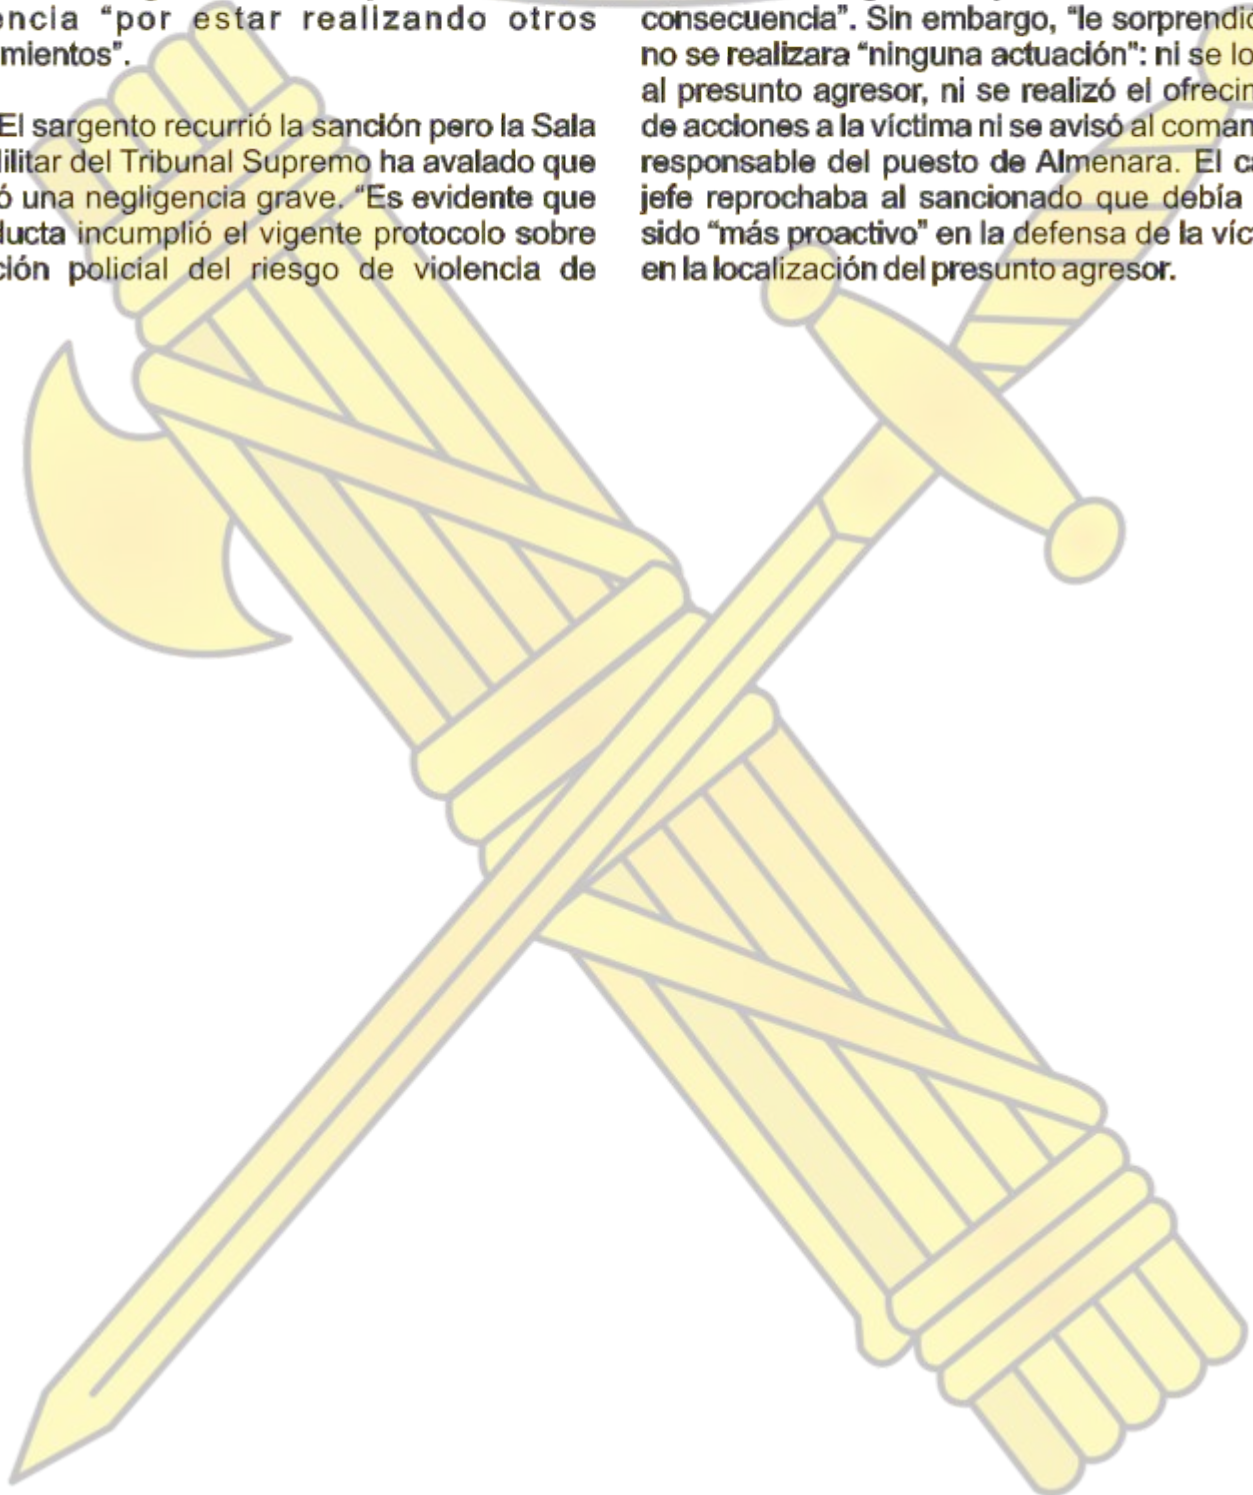 encia “por estar realizando otros
mientos”.
El sargento recurrió la sanción pero la Sala
ilitar del Tribunal Supremo ha avalado que
ó una negligencia grave. “Es evidente que
ducta incumplió el vigente protocolo sobre
ción policial del riesgo de violencia de
consecuencia”. Sin embargo, “le sorprendió
no se realizara “ninguna actuación”: ni se lo
al presunto agresor, ni se realizó el ofrecin
de acciones a la víctima ni se avisó al coman
responsable del puesto de Almenara. El ca
jefe reprochaba al sancionado que debía
sido “más proactivo” en la defensa de la víc
en la localización del presunto agresor.